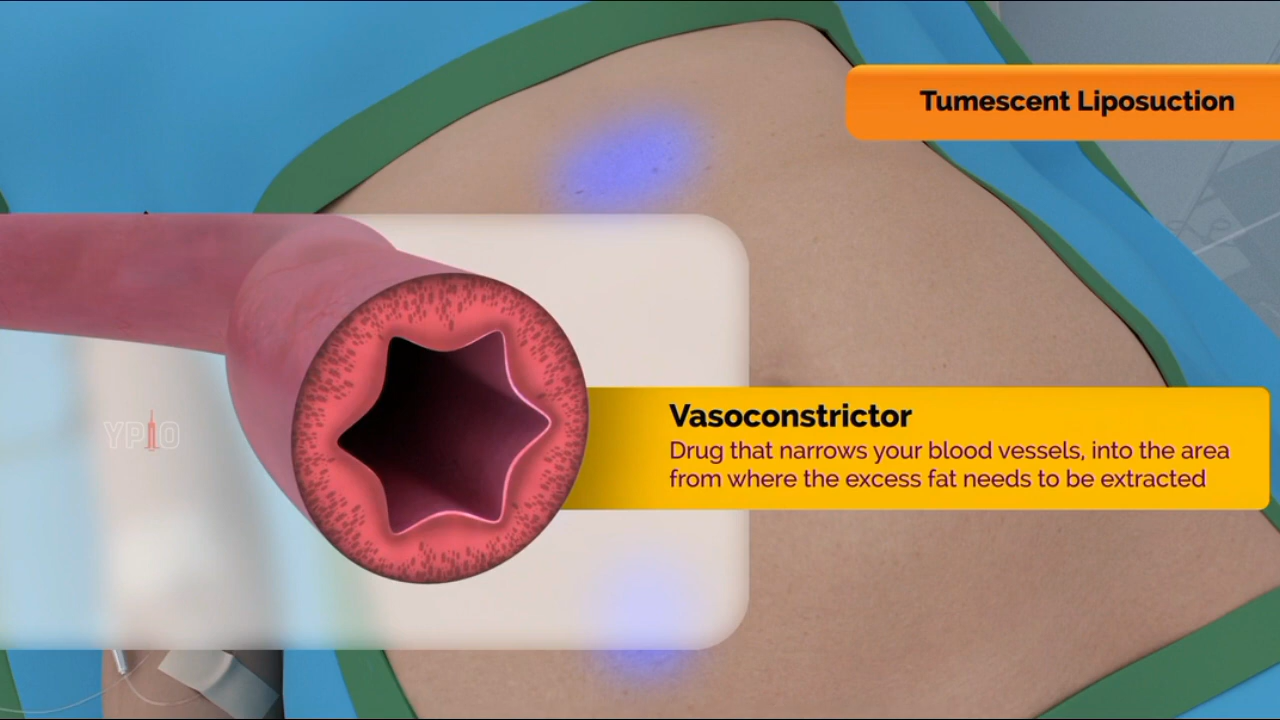 Tumescent Liposuction
Vasoconstrictor
Drug that narrows your blood vessels, into the area
from where the excess fat needs to be extracted
YPIO